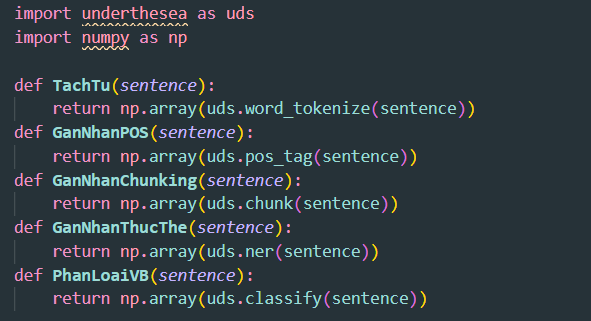 import underthesea as uds
import numpy as np

def TachTu(sentence):
    return np.array(uds.word_tokenize(sentence))
def GanNhanPOS(sentence):
    return np.array(uds.pos_tag(sentence))
def GanNhanChunking(sentence):
    return np.array(uds.chunk(sentence))
def GanNhanThucThe(sentence):
    return np.array(uds.ner(sentence))
def PhanLoaiVB(sentence):
    return np.array(uds.classify(sentence))